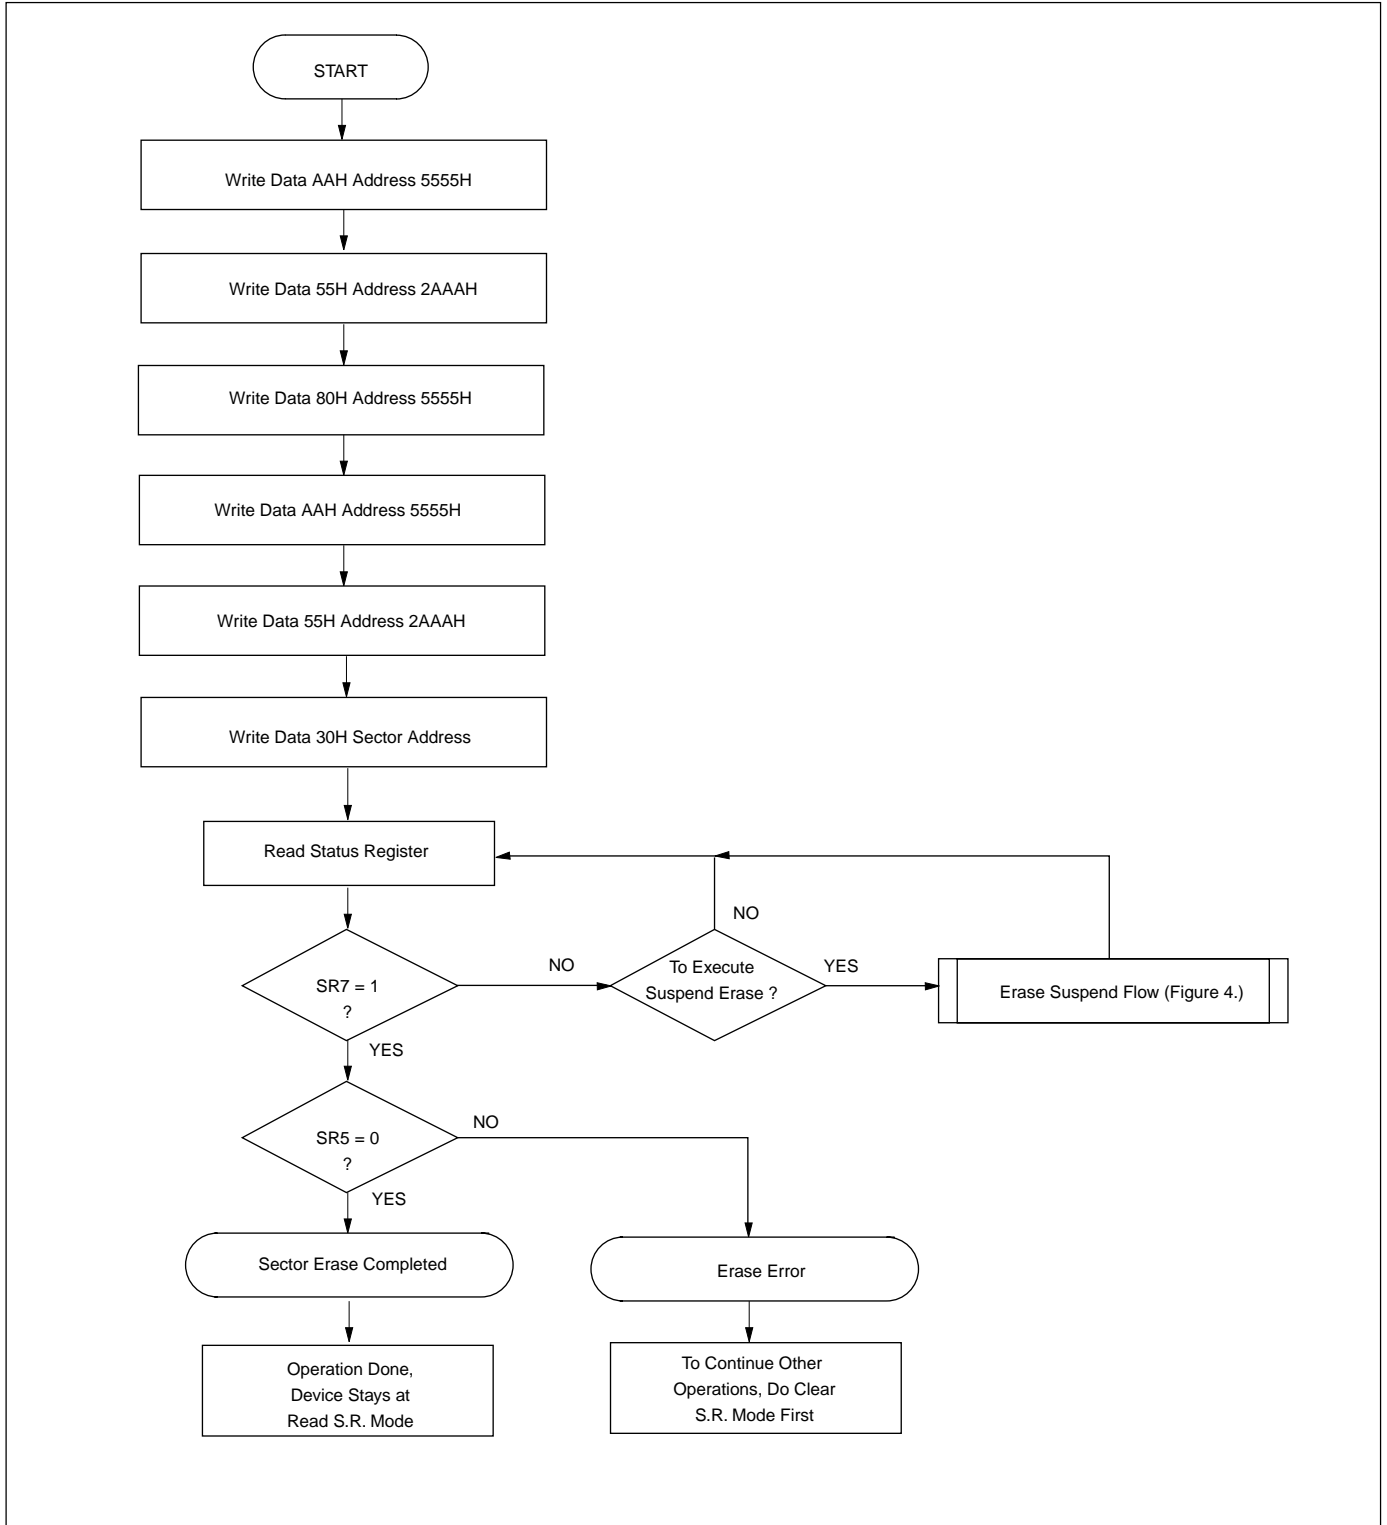 START
Write Data AAH Address 5555H
Write Data 55H Address 2AAAH
Write Data 80H Address 5555H
Write Data AAH Address 5555H
Write Data 55H Address 2AAAH
Write Data 30H Sector Address
Read Status Register
NO
SR7 = 1
?
NO
To Execute
Suspend Erase ?
YES
Erase Suspend Flow (Figure 4.)
YES
SR5 = 0
?
NO
YES
Sector Erase Completed
Erase Error
Operation Done,
Device Stays at
Read S.R. Mode
To Continue Other
Operations, Do Clear
S.R. Mode First